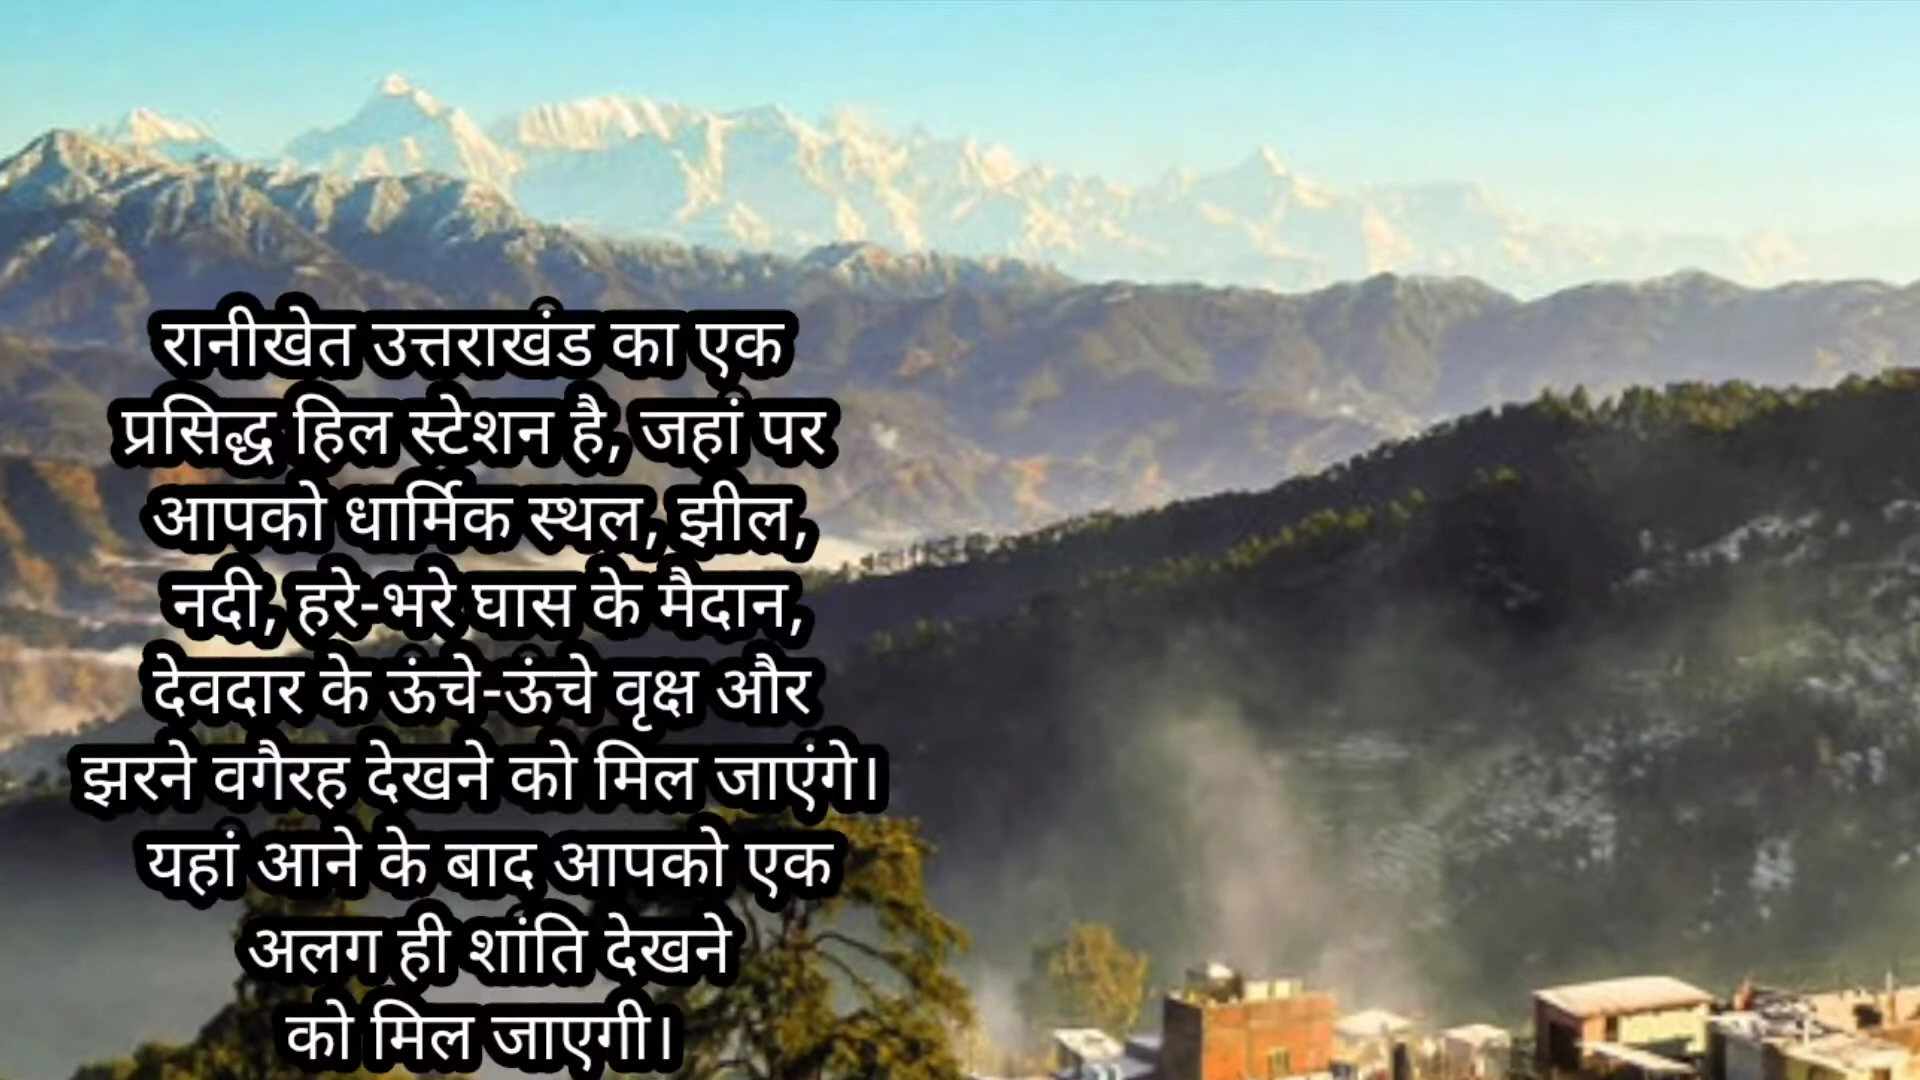 रानीखेत उत्तराखंड का एक
प्रसिद्ध हिल स्टेशन है, जहां पर
आपको धार्मिक स्थल, झील,
नदी, हरे-भरे घास के मैदान,
देवदार के ऊंचे-ऊंचे वृक्ष और
झरने वगैरह देखने को मिल जाएंगे।
यहां आने के बाद आपको एक
अलग ही शांति देखने
को मिल जाएगी।